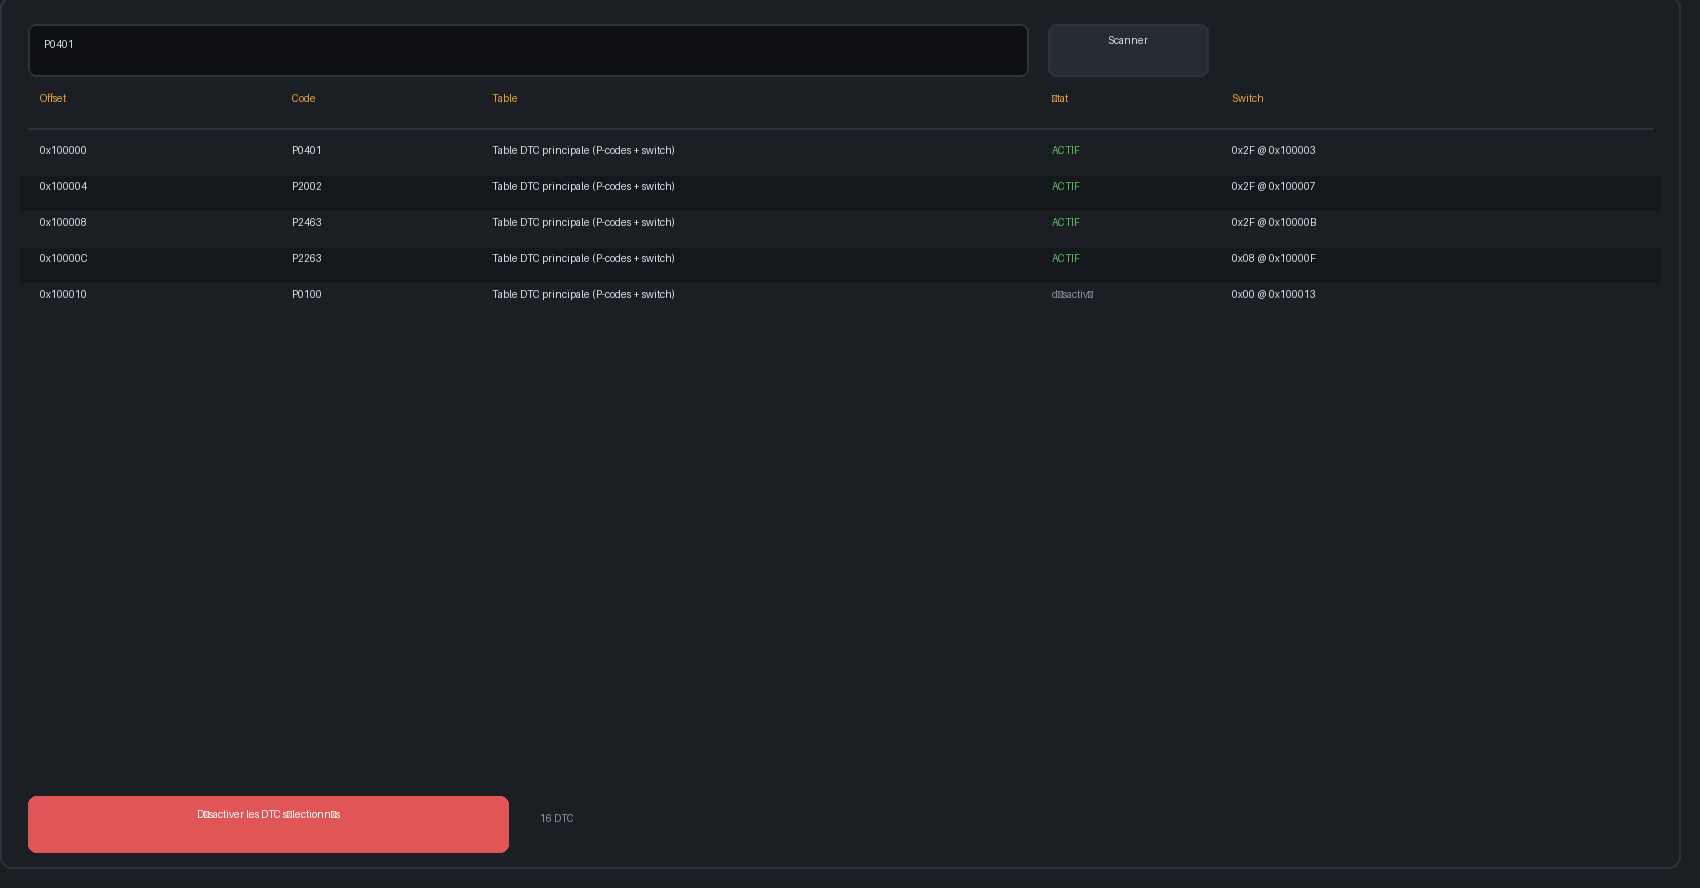 P0401
Scanner
Offset Code Table □tat Switch
0x100000 P0401 Table DTC principale (P-codes + switch) ACTIF 0x2F @ 0x100003
0x100004 P2002 Table DTC principale (P-codes + switch) ACTIF 0x2F @ 0x100007
0x100008 P2463 Table DTC principale (P-codes + switch) ACTIF 0x2F @ 0x10000B
0x10000C P2263 Table DTC principale (P-codes + switch) ACTIF 0x08 @ 0x10000F
0x100010 P0100 Table DTC principale (P-codes + switch) d□sactiv□ 0x00 @ 0x100013
D□sactiver les DTC s□lectionn□s
16 DTC